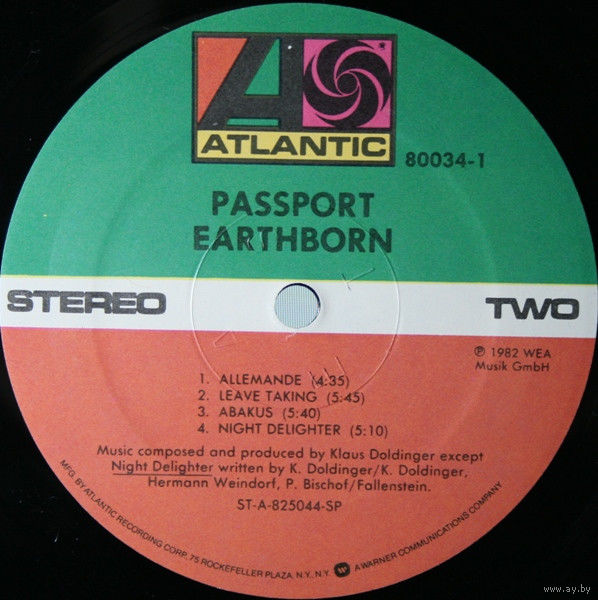 ATLANTIC
80034-1
PASSPORT
EARTHBORN
STEREO
TWO
℗ 1982 WEA
Musik GmbH
1. ALLEMANDE (4:35)
2. LEAVE TAKING (5:45)
3. ABAKUS (5:40)
4. NIGHT DELIGHTER (5:10)
Music composed and produced by Klaus Doldinger except
Night Delighter written by K. Doldinger/K. Doldinger,
Hermann Weindorf, P. Bischof/Fallenstein.
ST-A-825044-SP
MFG. BY ATLANTIC RECORDING CORP. 75 ROCKEFELLER PLAZA, N.Y., N.Y. A WARNER COMMUNICATIONS COMPANY
www.ay.by